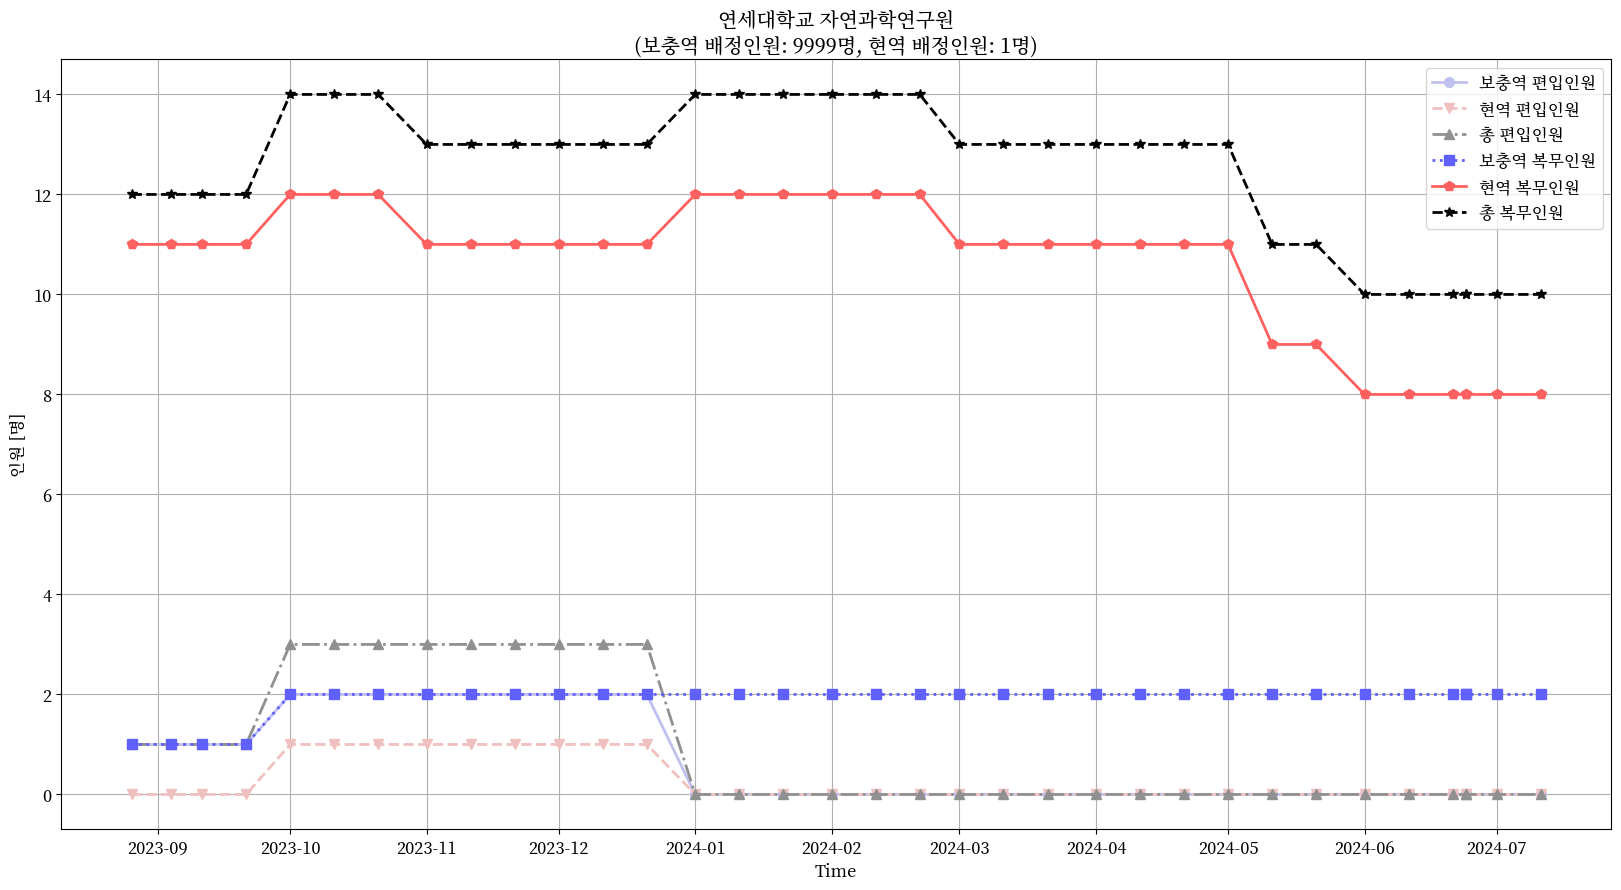 연세대학교 자연과학연구원
(보충역 배정인원: 9999명, 현역 배정인원: 1명)
보충역 편입인원
현역 편입인원
총 편입인원
보충역 복무인원
현역 복무인원
총 복무인원
인원 [명]
14
12
10
8
6
4
2
0
2023-09
2023-10
2023-11
2023-12
2024-01
2024-02
2024-03
2024-04
2024-05
2024-06
2024-07
Time